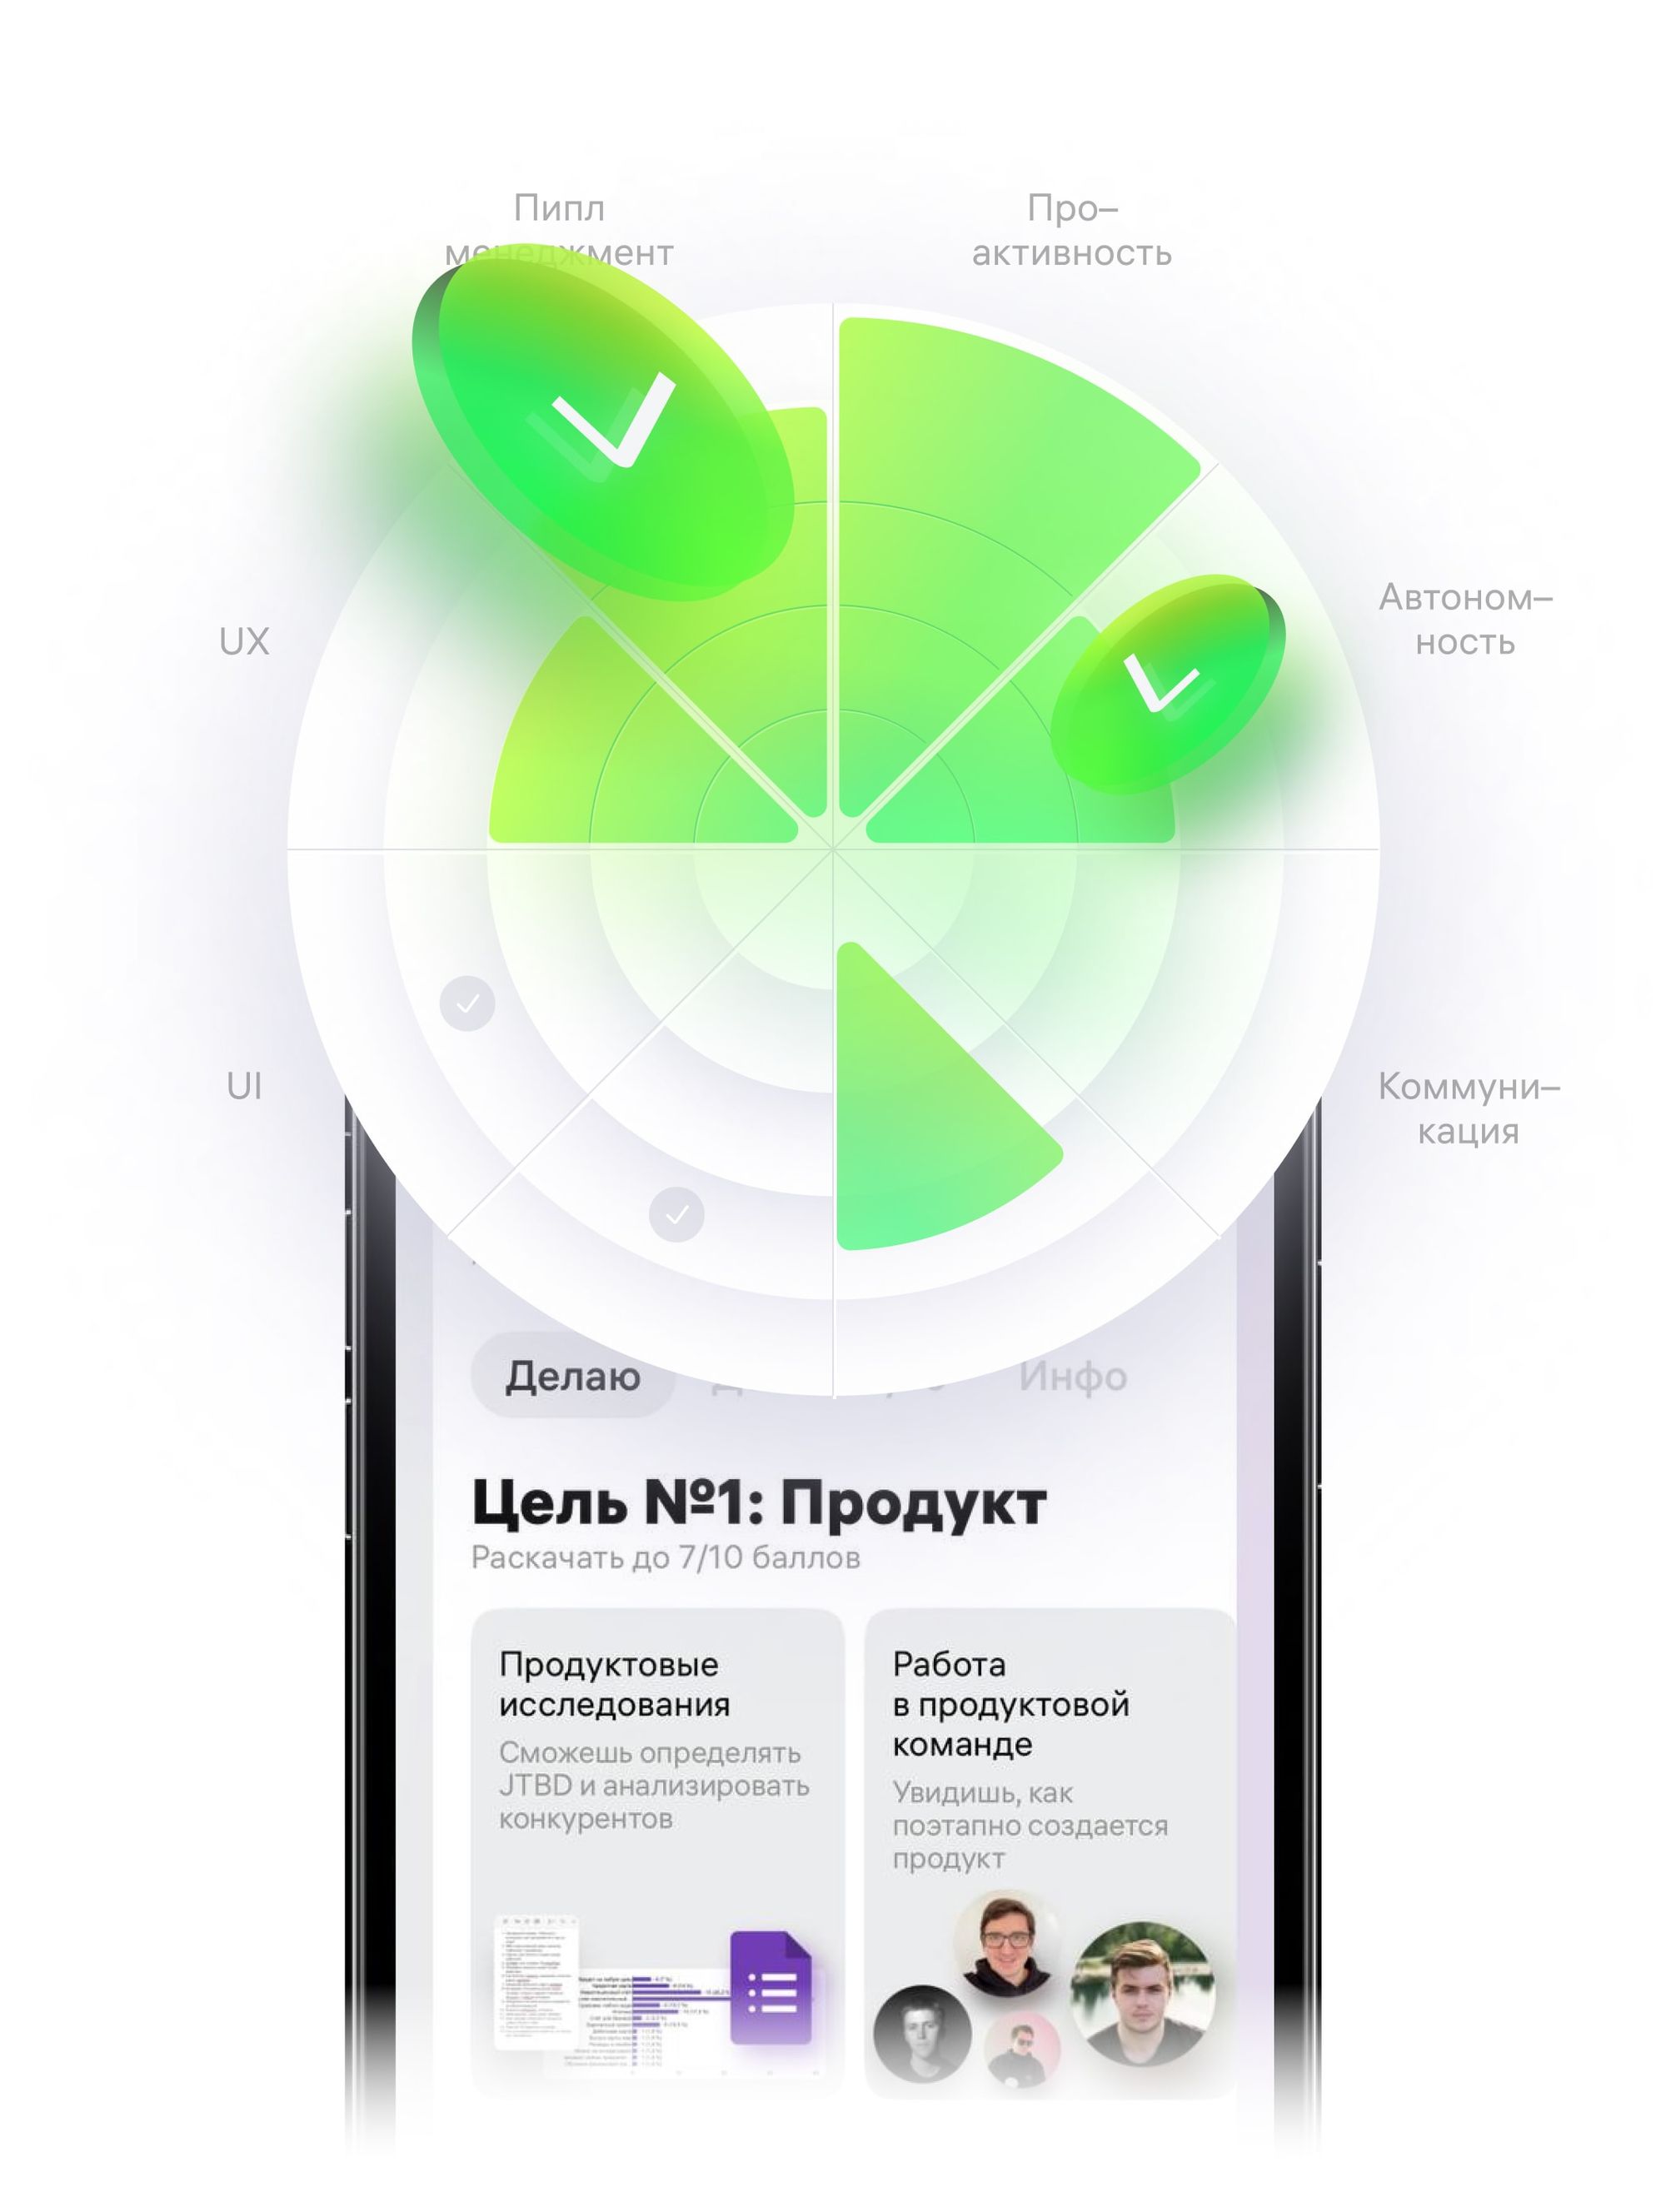 Пипл
менеджмент
Про–
активность
Автоном–
ность
UX
UI
Коммуни–
кация
Делаю
Инфо
Цель №1: Продукт
Раскачать до 7/10 баллов
Продуктовые
исследования
Сможешь определять
JTBD и анализировать
конкурентов
Работа
в продуктовой
команде
Увидишь, как
поэтапно создается
продукт